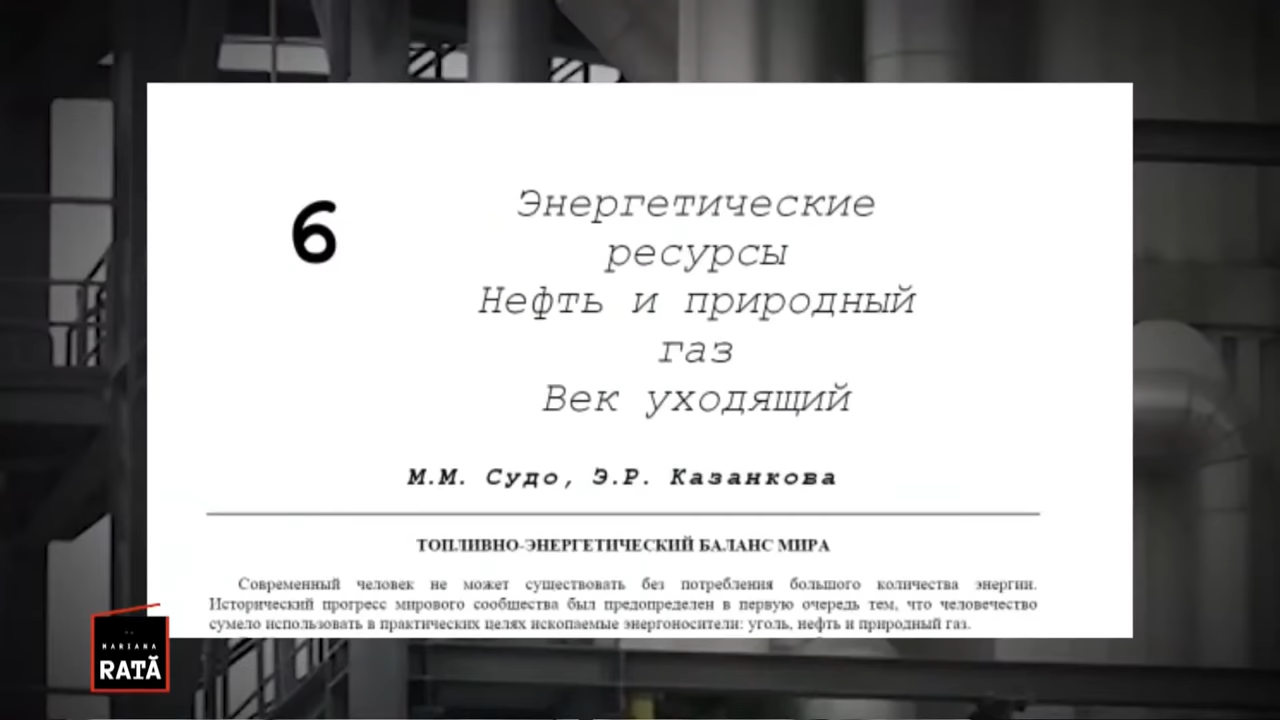 6
Энергетические
ресурсы
Нефть и природный
газ
Век уходящий
М.М. Судо, Э.Р. Казанкова
ТОПЛИВНО-ЭНЕРГЕТИЧЕСКИЙ БАЛАНС МИРА
Современный человек не может существовать без потребления большого количества энергии.
Исторический прогресс мирового сообщества был предопределен в первую очередь тем, что человечество
сумело использовать в практических целях ископаемые энергоносители: уголь, нефть и природный газ.
MARIANA
RAȚĂ